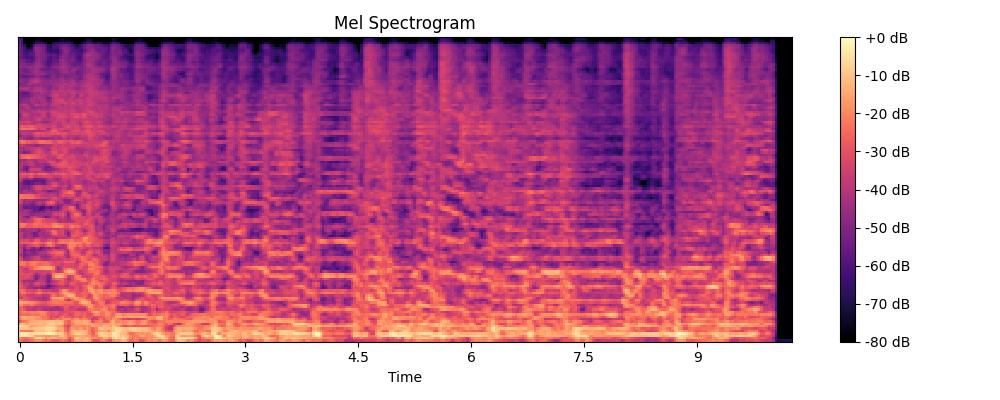 Mel Spectrogram
+0 dB
-10 dB
-20 dB
-30 dB
-40 dB
-50 dB
-60 dB
-70 dB
-80 dB
0 1.5 3 4.5 6 7.5 9
Time